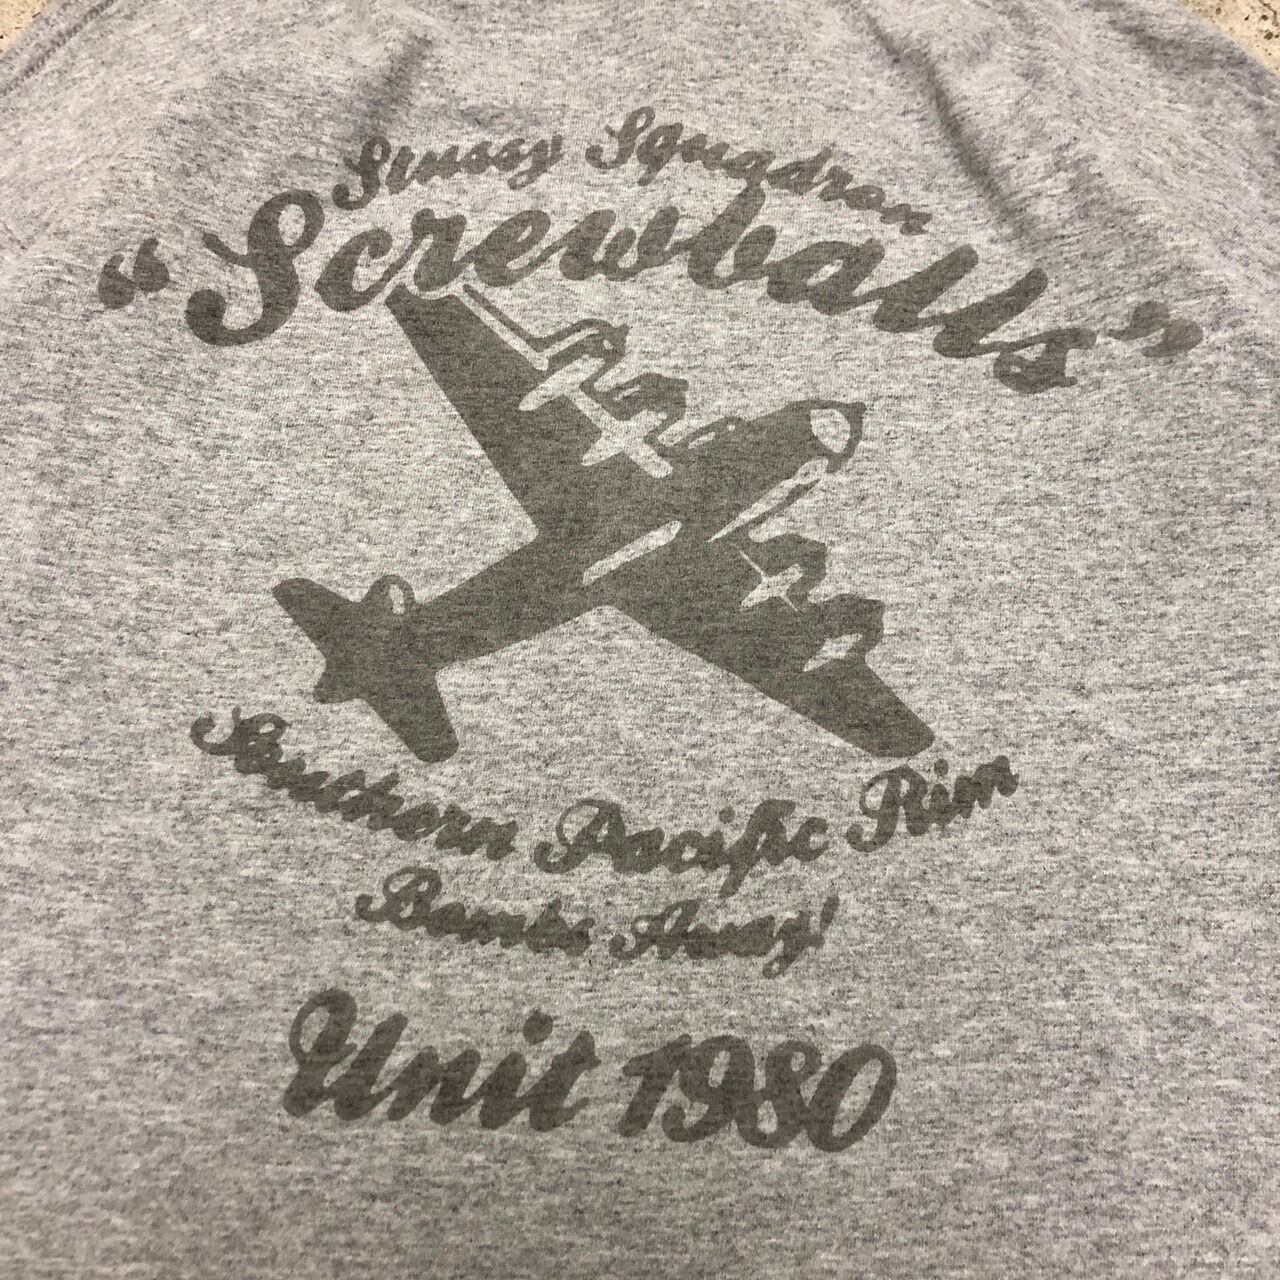 Stussy Squadron
"Screwballs"
Southern Pacific Rim
Bombs Away!
Unit 1980